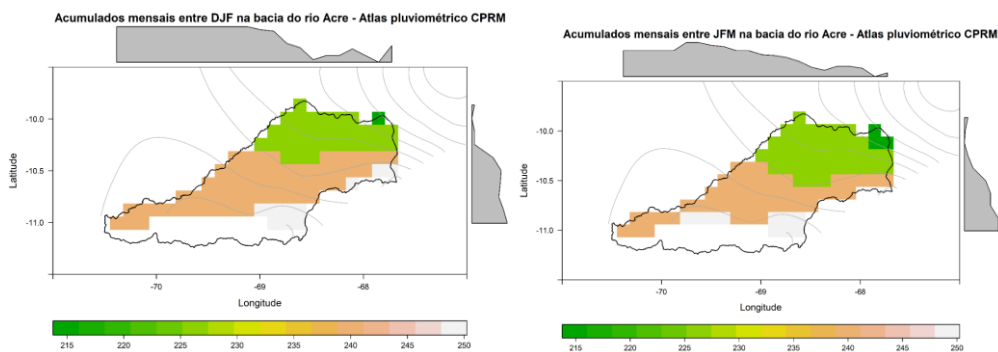 Acumulados mensais entre DJF na bacia do rio Acre - Atlas pluviométrico CPRM
Latitude
-10.0
-10.5
-11.0
-70
-69
-68
Longitude
215 220 225 230 235 240 245 250
Acumulados mensais entre JFM na bacia do rio Acre - Atlas pluviométrico CPRM
Latitude
-10.0
-10.5
-11.0
-70
-69
-68
Longitude
215 220 225 230 235 240 245 250